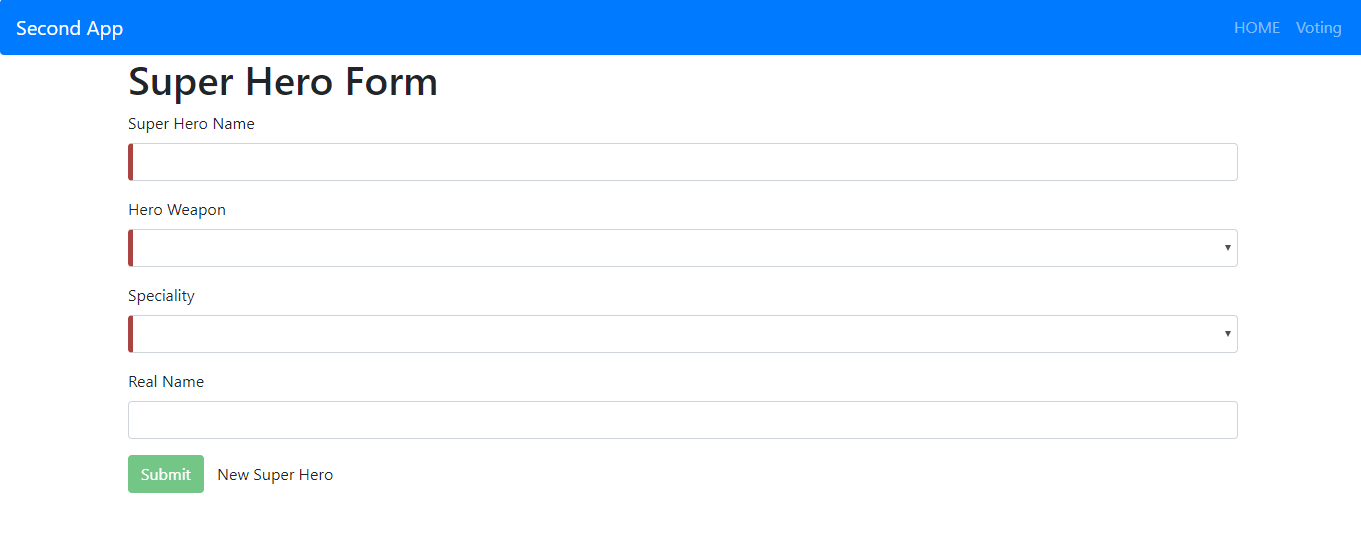 Second App HOME Voting
Super Hero Form
Super Hero Name
Hero Weapon
Speciality
Real Name
Submit New Super Hero